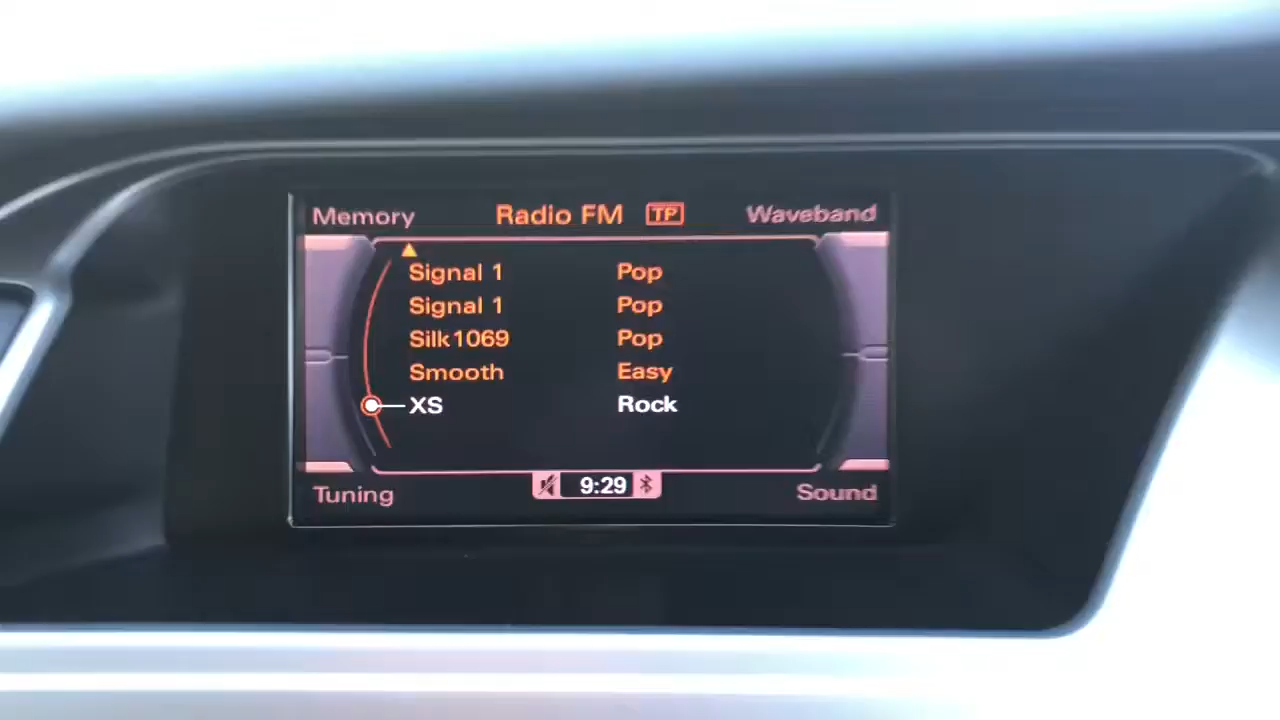 Memory Radio FM TP Waveband
Signal 1 Pop
Signal 1 Pop
Silk1069 Pop
Smooth Easy
XS Rock
Tuning 9:29 Sound